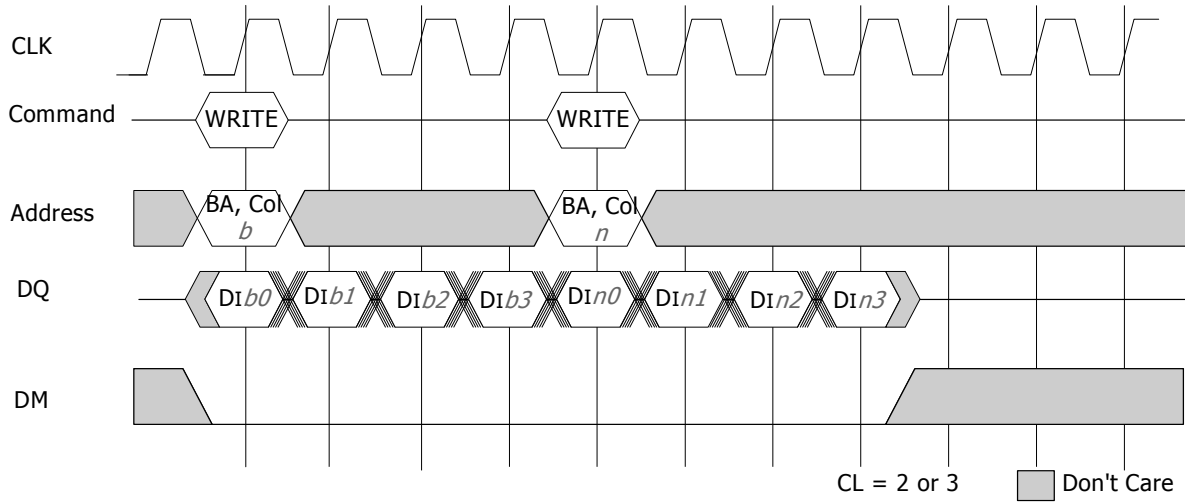 CLK
Command
WRITE
WRITE
Address
BA, Col
b
BA, Col
n
DQ
DIb0
DIb1
DIb2
DIb3
DIn0
DIn1
DIn2
DIn3
DM
CL = 2 or 3
Don't Care